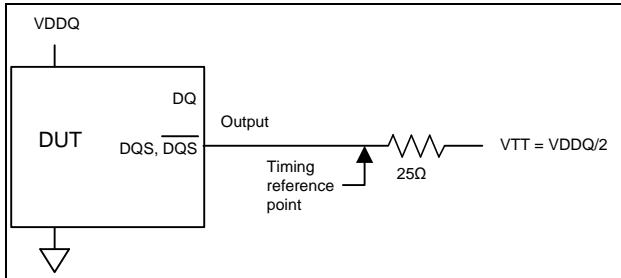 VDDQ
DQ
DUT
DQS, DQS
Output
Timing
reference
point
25Ω
VTT = VDDQ/2